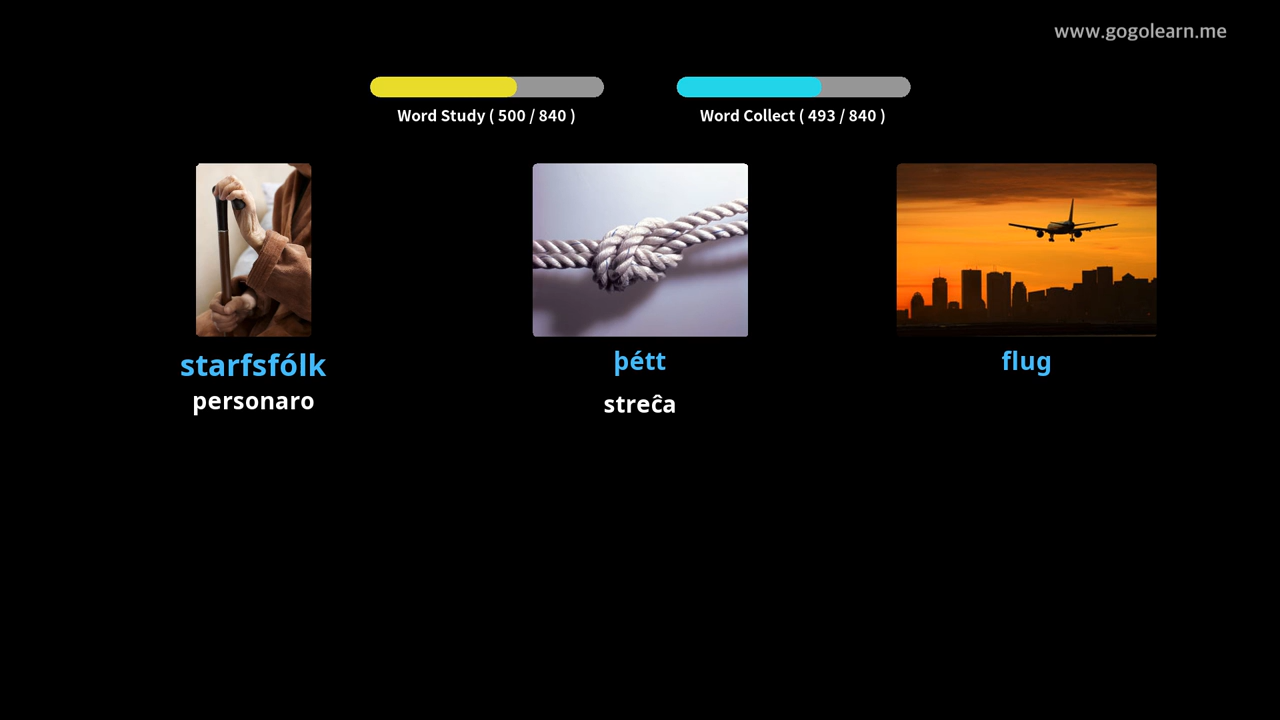 www.gogolearn.me
Word Study ( 500 / 840 )
Word Collect ( 493 / 840 )
starfsfólk
personaro
þétt
streĉa
flug